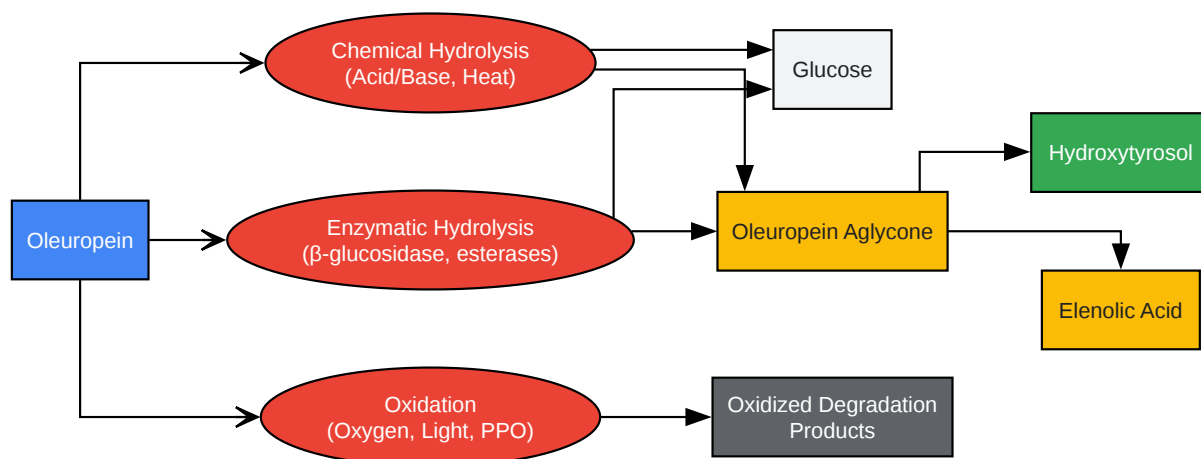 Chemical Hydrolysis
(Acid/Base, Heat)
Glucose
Hydroxytyrosol
Oleuropein
Enzymatic Hydrolysis
(β-glucosidase, esterases)
Oleuropein Aglycone
Elenolic Acid
Oxidation
(Oxygen, Light, PPO)
Oxidized Degradation
Products